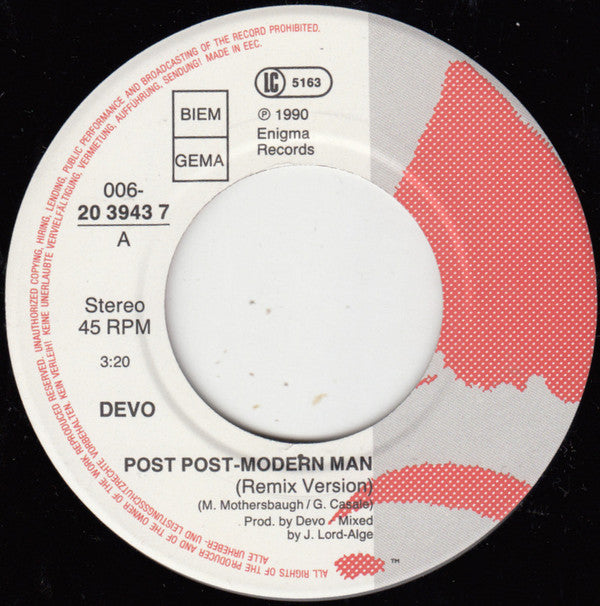 ALL RIGHTS OF THE PRODUCER AND OF THE OWNER OF THE WORK REPRODUCED RESERVED. UNAUTHORIZED COPYING, HIRING, LENDING, PUBLIC PERFORMANCE AND BROADCASTING OF THE RECORD PROHIBITED.
ALLE URHEBER- UND LEISTUNGSSCHUTZRECHTE VORBEHALTEN. KEIN VERLEIH! KEINE UNERLAUBTE VERVIELFÄLTIGUNG, VERMIETUNG, AUFFÜHRUNG, SENDUNG! MADE IN EEC.
LC 5163
BIEM
GEMA
℗ 1990
Enigma
Records
006-
20 3943 7
A
Stereo
45 RPM
3:20
DEVO
POST POST-MODERN MAN
(Remix Version)
(M. Mothersbaugh / G. Casale)
Prod. by Devo - Mixed
by J. Lord-Alge
™